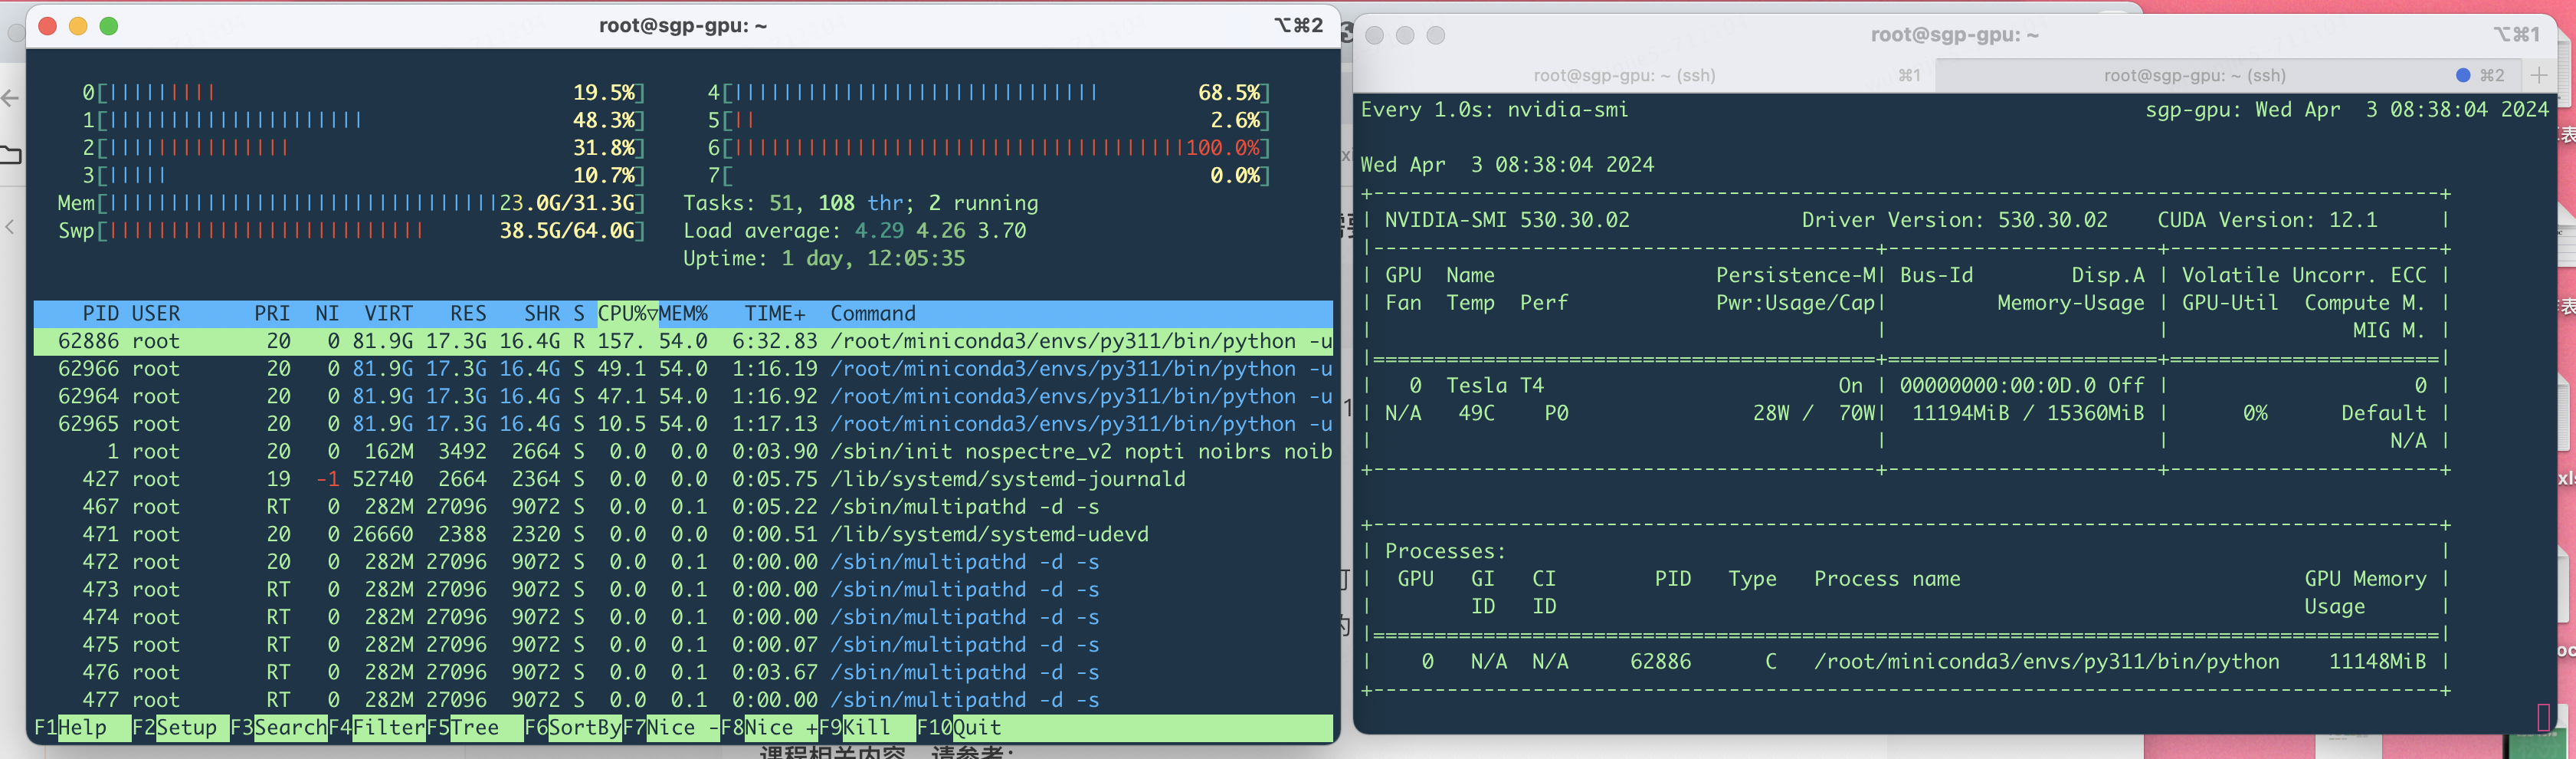 root@sgp-gpu: ~
⌥⌘2
0[||||||||| 19.5%]
1[||||||||||||||||||||| 48.3%]
2[||||||||||||||| 31.8%]
3[||||| 10.7%]
4[|||||||||||||||||||||||||||||| 68.5%]
5[|| 2.6%]
6[||||||||||||||||||||||||||||||||||||||100.0%]
7[ 0.0%]
Mem[||||||||||||||||||||||||||||||||23.0G/31.3G]
Swp[|||||||||||||||||||||||||| 38.5G/64.0G]
Tasks: 51, 108 thr; 2 running
Load average: 4.29 4.26 3.70
Uptime: 1 day, 12:05:35
PID USER PRI NI VIRT RES SHR S CPU%▽MEM% TIME+ Command
62886 root 20 0 81.9G 17.3G 16.4G R 157. 54.0 6:32.83 /root/miniconda3/envs/py311/bin/python -u
62966 root 20 0 81.9G 17.3G 16.4G S 49.1 54.0 1:16.19 /root/miniconda3/envs/py311/bin/python -u
62964 root 20 0 81.9G 17.3G 16.4G S 47.1 54.0 1:16.92 /root/miniconda3/envs/py311/bin/python -u
62965 root 20 0 81.9G 17.3G 16.4G S 10.5 54.0 1:17.13 /root/miniconda3/envs/py311/bin/python -u
1 root 20 0 162M 3492 2664 S 0.0 0.0 0:03.90 /sbin/init nospectre_v2 nopti noibrs noib
427 root 19 -1 52740 2664 2364 S 0.0 0.0 0:05.75 /lib/systemd/systemd-journald
467 root RT 0 282M 27096 9072 S 0.0 0.1 0:05.22 /sbin/multipathd -d -s
471 root 20 0 26660 2388 2320 S 0.0 0.0 0:00.51 /lib/systemd/systemd-udevd
472 root 20 0 282M 27096 9072 S 0.0 0.1 0:00.00 /sbin/multipathd -d -s
473 root RT 0 282M 27096 9072 S 0.0 0.1 0:00.00 /sbin/multipathd -d -s
474 root RT 0 282M 27096 9072 S 0.0 0.1 0:00.00 /sbin/multipathd -d -s
475 root RT 0 282M 27096 9072 S 0.0 0.1 0:00.07 /sbin/multipathd -d -s
476 root RT 0 282M 27096 9072 S 0.0 0.1 0:03.67 /sbin/multipathd -d -s
477 root RT 0 282M 27096 9072 S 0.0 0.1 0:00.00 /sbin/multipathd -d -s
F1Help F2Setup F3SearchF4FilterF5Tree F6SortByF7Nice -F8Nice +F9Kill F10Quit
课程相关内容，请参考：
root@sgp-gpu: ~
⌥⌘1
root@sgp-gpu: ~ (ssh) ⌘1
root@sgp-gpu: ~ (ssh) ⌘2
Every 1.0s: nvidia-smi sgp-gpu: Wed Apr 3 08:38:04 2024
Wed Apr 3 08:38:04 2024
| NVIDIA-SMI 530.30.02 Driver Version: 530.30.02 CUDA Version: 12.1 |
| GPU Name Persistence-M| Bus-Id Disp.A | Volatile Uncorr. ECC |
| Fan Temp Perf Pwr:Usage/Cap| Memory-Usage | GPU-Util Compute M. |
| | | MIG M. |
| 0 Tesla T4 On | 00000000:00:0D.0 Off | 0 |
| N/A 49C P0 28W / 70W| 11194MiB / 15360MiB | 0% Default |
| | | N/A |
| Processes: |
| GPU GI CI PID Type Process name GPU Memory |
| ID ID Usage |
| 0 N/A N/A 62886 C /root/miniconda3/envs/py311/bin/python 11148MiB |